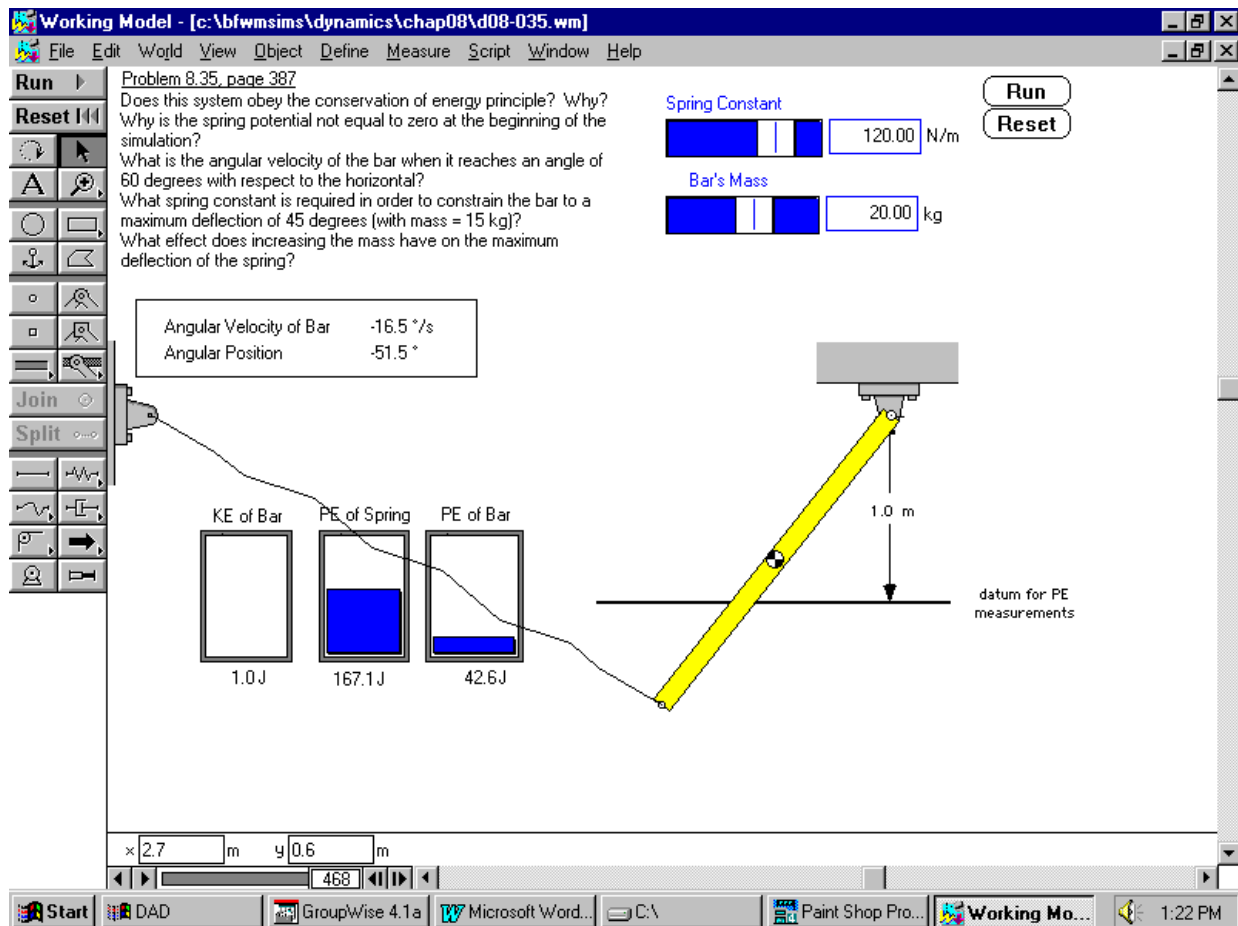 Working Model - [c:\bfwmsims\dynamics\chap08\d08-035.wm]
File Edit World View Object Define Measure Script Window Help
Run
Reset
A
Join
Split
Problem 8.35, page 387
Does this system obey the conservation of energy principle? Why?
Why is the spring potential not equal to zero at the beginning of the
simulation?
What is the angular velocity of the bar when it reaches an angle of
60 degrees with respect to the horizontal?
What spring constant is required in order to constrain the bar to a
maximum deflection of 45 degrees (with mass = 15 kg)?
What effect does increasing the mass have on the maximum
deflection of the spring?
Spring Constant
120.00 N/m
Bar's Mass
20.00 kg
Run
Reset
Angular Velocity of Bar -16.5 °/s
Angular Position -51.5 °
KE of Bar PE of Spring PE of Bar
1.0 J 167.1 J 42.6 J
1.0 m
datum for PE
measurements
x 2.7 m y 0.6 m
468
Start DAD GroupWise 4.1a Microsoft Word... C:\ Paint Shop Pro... Working Mo... 1:22 PM